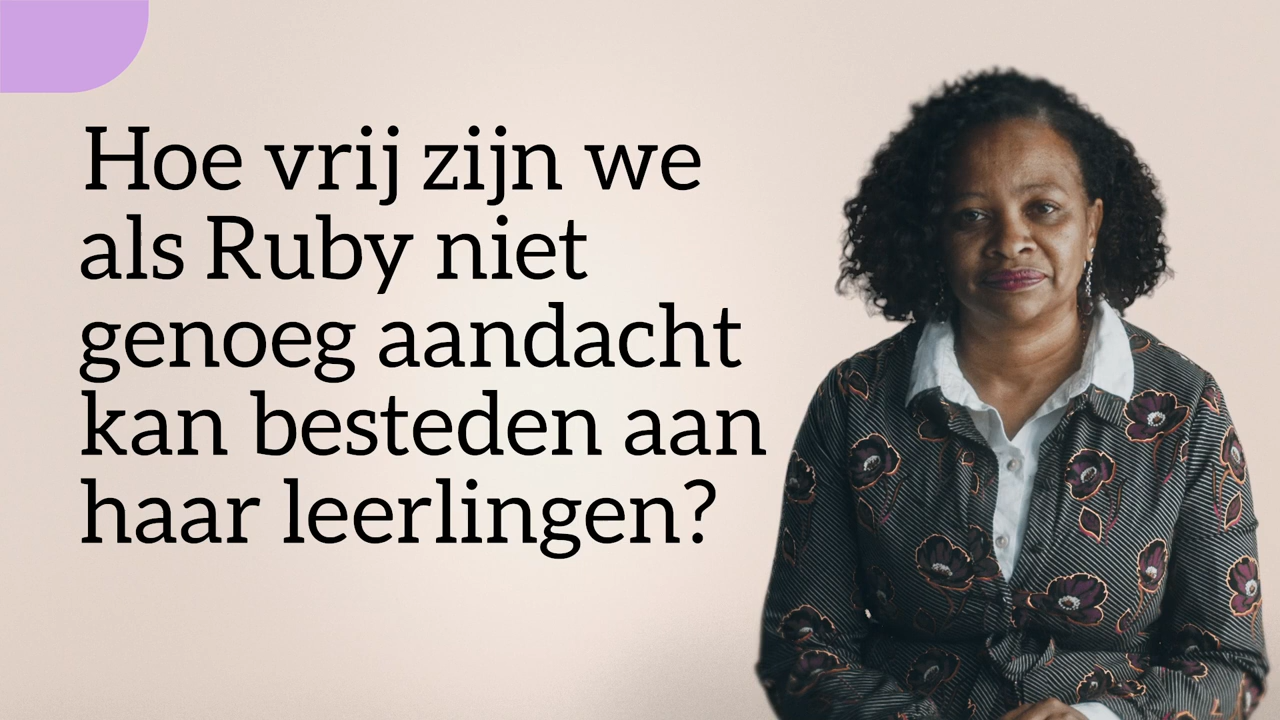 Hoe vrij zijn we
als Ruby niet
genoeg aandacht
kan besteden aan
haar leerlingen?